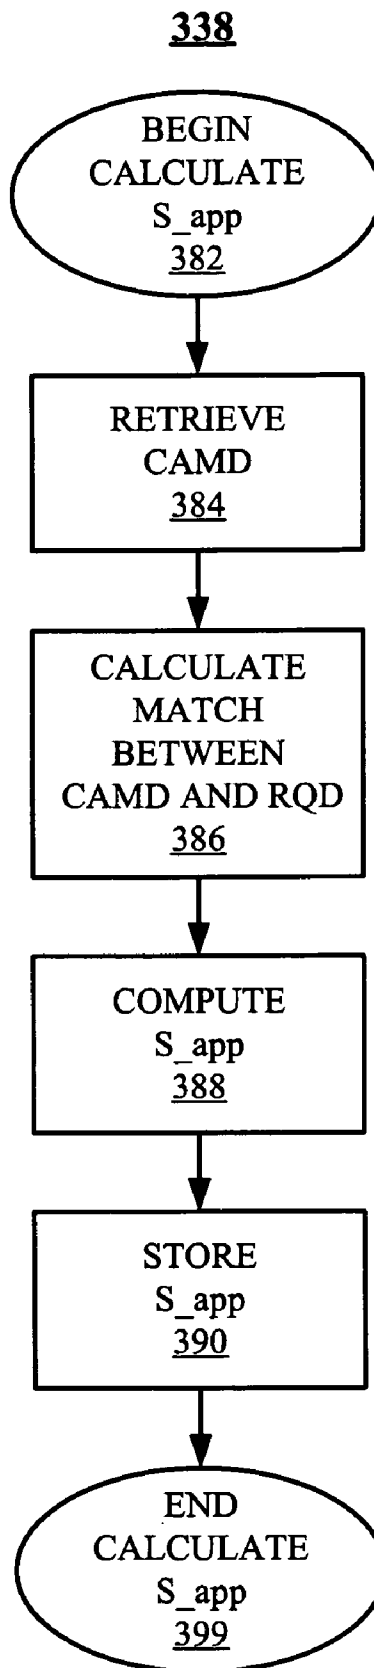 338
BEGIN
CALCULATE
S_app
382
RETRIEVE
CAMD
384
CALCULATE
MATCH
BETWEEN
CAMD AND RQD
386
COMPUTE
S_app
388
STORE
S_app
390
END
CALCULATE
S_app
399